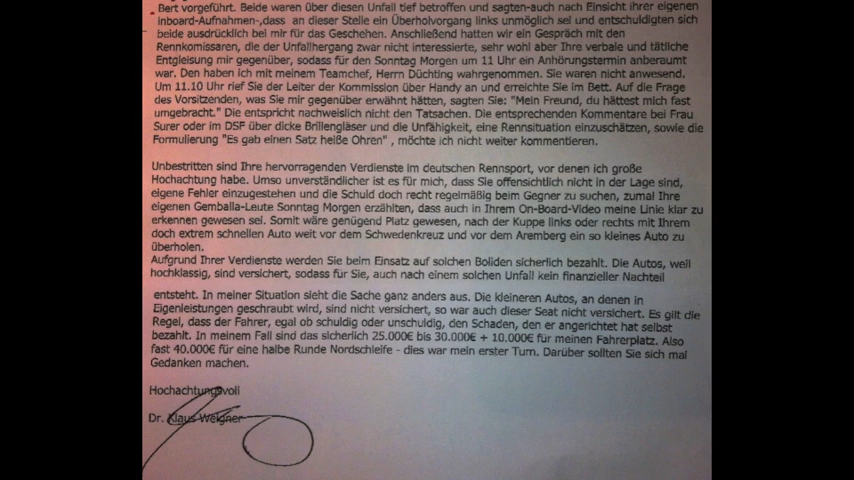 Bert vorgeführt. Beide waren über diesen Unfall tief betroffen und sagten-auch nach Einsicht ihrer eigenen
Inboard-Aufnahmen-,dass an dieser Stelle ein Überholvorgang links unmöglich sei und entschuldigten sich
beide ausdrücklich bei mir für das Geschehen. Anschließend hatten wir ein Gespräch mit den
Rennkomissaren, die der Unfallhergang zwar nicht interessierte, sehr wohl aber Ihre verbale und tätliche
Entgleisung mir gegenüber, sodass für den Sonntag Morgen um 11 Uhr ein Anhörungstermin anberaumt
war. Den haben ich mit meinem Teamchef, Herrn Düchting wahrgenommen. Sie waren nicht anwesend.
Um 11.10 Uhr rief Sie der Leiter der Kommission über Handy an und erreichte Sie im Bett. Auf die Frage
des Vorsitzenden, was Sie mir gegenüber erwähnt hätten, sagten Sie: "Mein Freund, du hättest mich fast
umgebracht." Die entspricht nachweislich nicht den Tatsachen. Die entsprechenden Kommentare bei Frau
Surer oder im DSF über dicke Brillengläser und die Unfähigkeit, eine Rennsituation einzuschätzen, sowie die
Formulierung "Es gab einen Satz heiße Ohren" , möchte ich nicht weiter kommentieren.
Unbestritten sind Ihre hervorragenden Verdienste im deutschen Rennsport, vor denen ich große
Hochachtung habe. Umso unverständlicher ist es für mich, dass Sie offensichtlich nicht in der Lage sind,
eigene Fehler einzugestehen und die Schuld doch recht regelmäßig beim Gegner zu suchen, zumal Ihre
eigenen Gemballa-Leute Sonntag Morgen erzählten, dass auch in Ihrem On-Board-Video meine Linie klar zu
erkennen gewesen sei. Somit wäre genügend Platz gewesen, nach der Kuppe links oder rechts mit Ihrem
doch extrem schnellen Auto weit vor dem Schwedenkreuz und vor dem Aremberg ein so kleines Auto zu
überholen.
Aufgrund Ihrer Verdienste werden Sie beim Einsatz auf solchen Boliden sicherlich bezahlt. Die Autos, weil
hochklassig, sind versichert, sodass für Sie, auch nach einem solchen Unfall kein finanzieller Nachteil
entsteht. In meiner Situation sieht die Sache ganz anders aus. Die kleineren Autos, an denen in
Eigenleistungen geschraubt wird, sind nicht versichert, so war auch dieser Seat nicht versichert. Es gilt die
Regel, dass der Fahrer, egal ob schuldig oder unschuldig, den Schaden, den er angerichtet hat selbst
bezahlt. In meinem Fall sind das sicherlich 25.000€ bis 30.000€ + 10.000€ für meinen Fahrerplatz. Also
fast 40.000€ für eine halbe Runde Nordschleife - dies war mein erster Turn. Darüber sollten Sie sich mal
Gedanken machen.
Hochachtungsvoll
Dr. Klaus Weigner